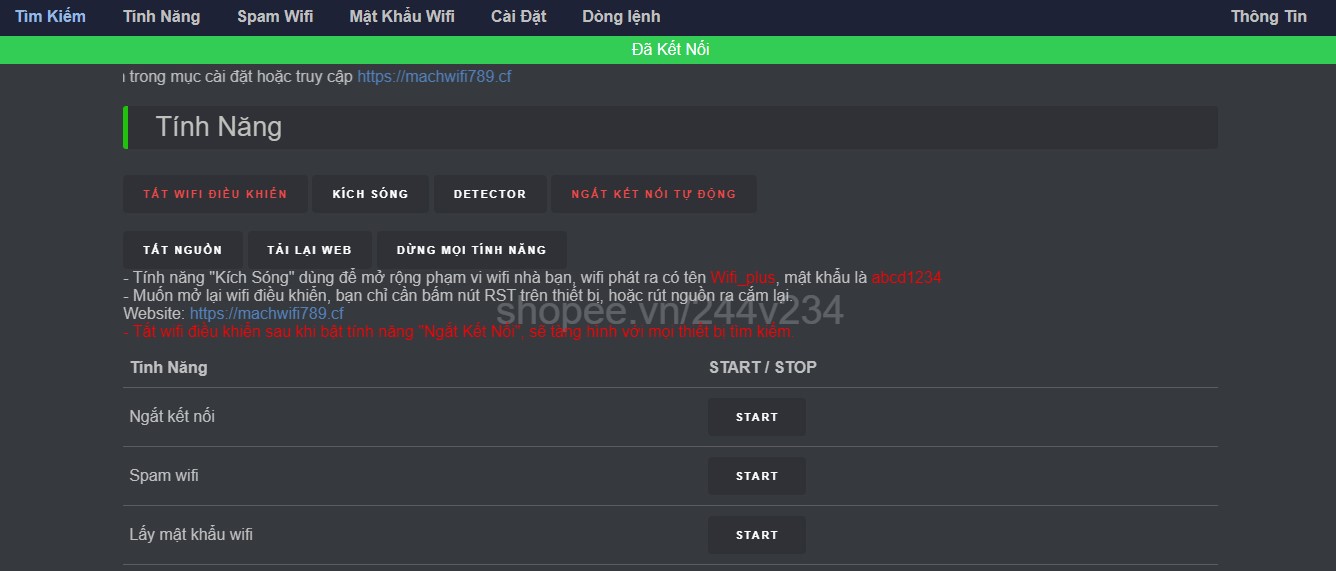 Tìm Kiếm Tính Năng Spam Wifi Mật Khẩu Wifi Cài Đặt Dòng lệnh Thông Tin
Đã Kết Nối
trong mục cài đặt hoặc truy cập https://machwifi789.cf
Tính Năng
TẮT WIFI ĐIỀU KHIỂN KÍCH SÓNG DETECTOR NGẮT KẾT NỐI TỰ ĐỘNG
TẮT NGUỒN TẢI LẠI WEB DỪNG MỌI TÍNH NĂNG
- Tính năng "Kích Sóng" dùng để mở rộng phạm vi wifi nhà bạn, wifi phát ra có tên Wifi_plus, mật khẩu là abcd1234
- Muốn mở lại wifi điều khiển, bạn chỉ cần bấm nút RST trên thiết bị, hoặc rút nguồn ra cắm lại.
Website: https://machwifi789.cf
shopee.vn/244v234
- Tắt wifi điều khiển sau khi bật tính năng "Ngắt Kết Nối", sẽ tàng hình với mọi thiết bị tìm kiếm.
Tính Năng START / STOP
Ngắt kết nối START
Spam wifi START
Lấy mật khẩu wifi START